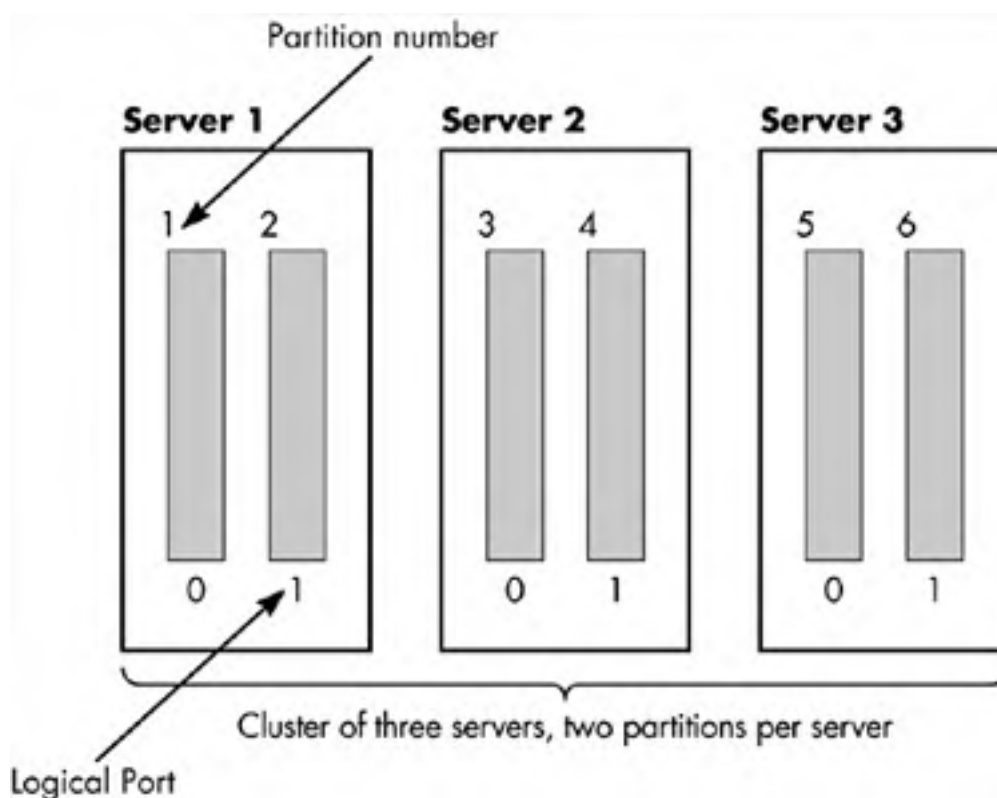 Partition number
Server 1 Server 2 Server 3
1 2 3 4 5 6
0 1 0 1 0 1
Cluster of three servers, two partitions per server
Logical Port